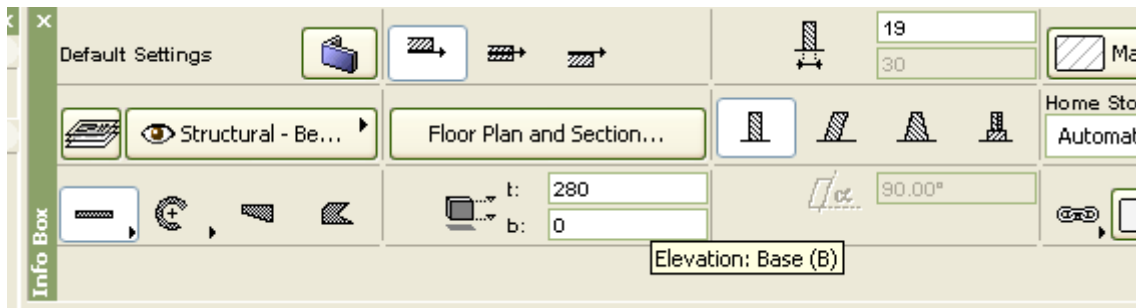 Default Settings
19
30
Ma
Structural - Be...
Floor Plan and Section...
Home Sto
Automat
t: 280
b: 0
α 90.00°
Elevation: Base (B)
Info Box